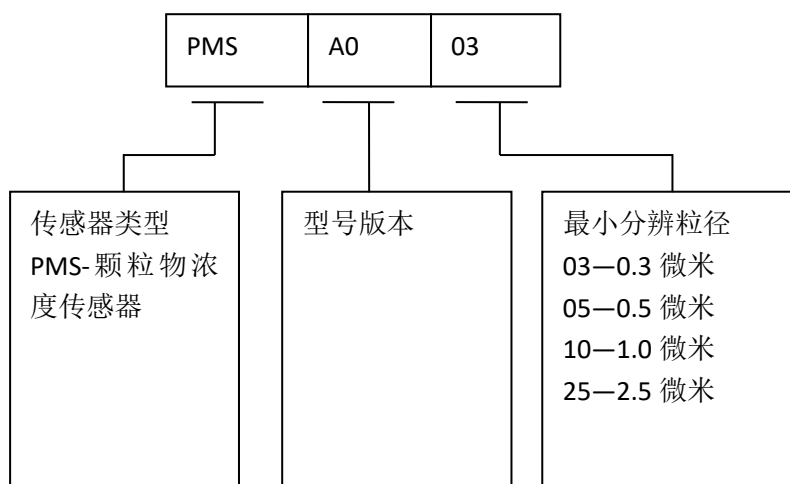 PMS A0 03
传感器类型
PMS-颗粒物浓
度传感器
型号版本
最小分辨粒径
03—0.3 微米
05—0.5 微米
10—1.0 微米
25—2.5 微米